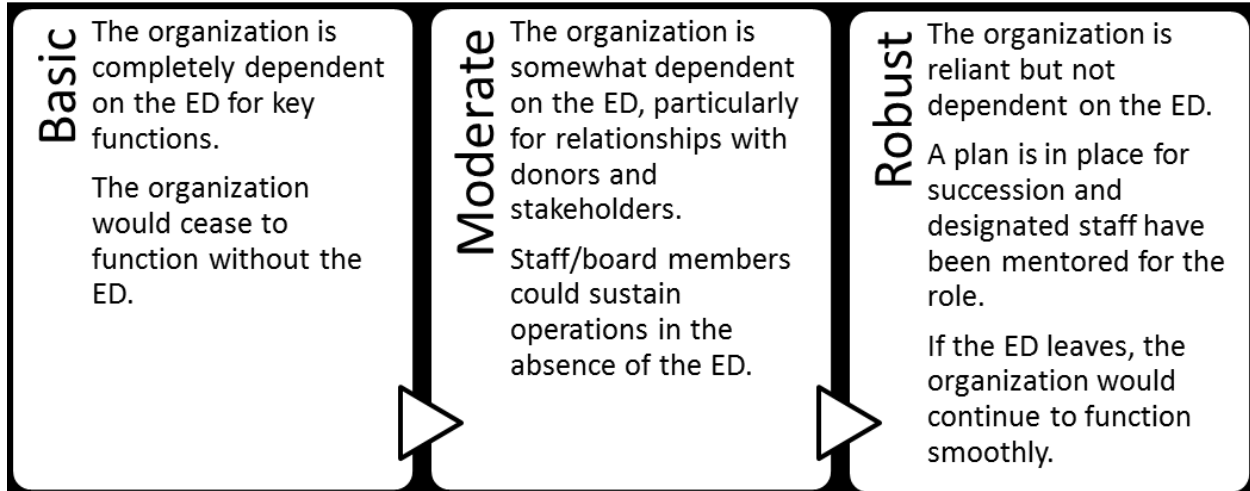 Basic
The organization is
completely dependent
on the ED for key
functions.
The organization
would cease to
function without the
ED.
Moderate
The organization is
somewhat dependent
on the ED, particularly
for relationships with
donors and
stakeholders.
Staff/board members
could sustain
operations in the
absence of the ED.
Robust
The organization is
reliant but not
dependent on the ED.
A plan is in place for
succession and
designated staff have
been mentored for the
role.
If the ED leaves, the
organization would
continue to function
smoothly.